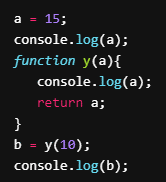 a = 15;
console.log(a);
function y(a){
   console.log(a);
   return a;
}
b = y(10);
console.log(b);